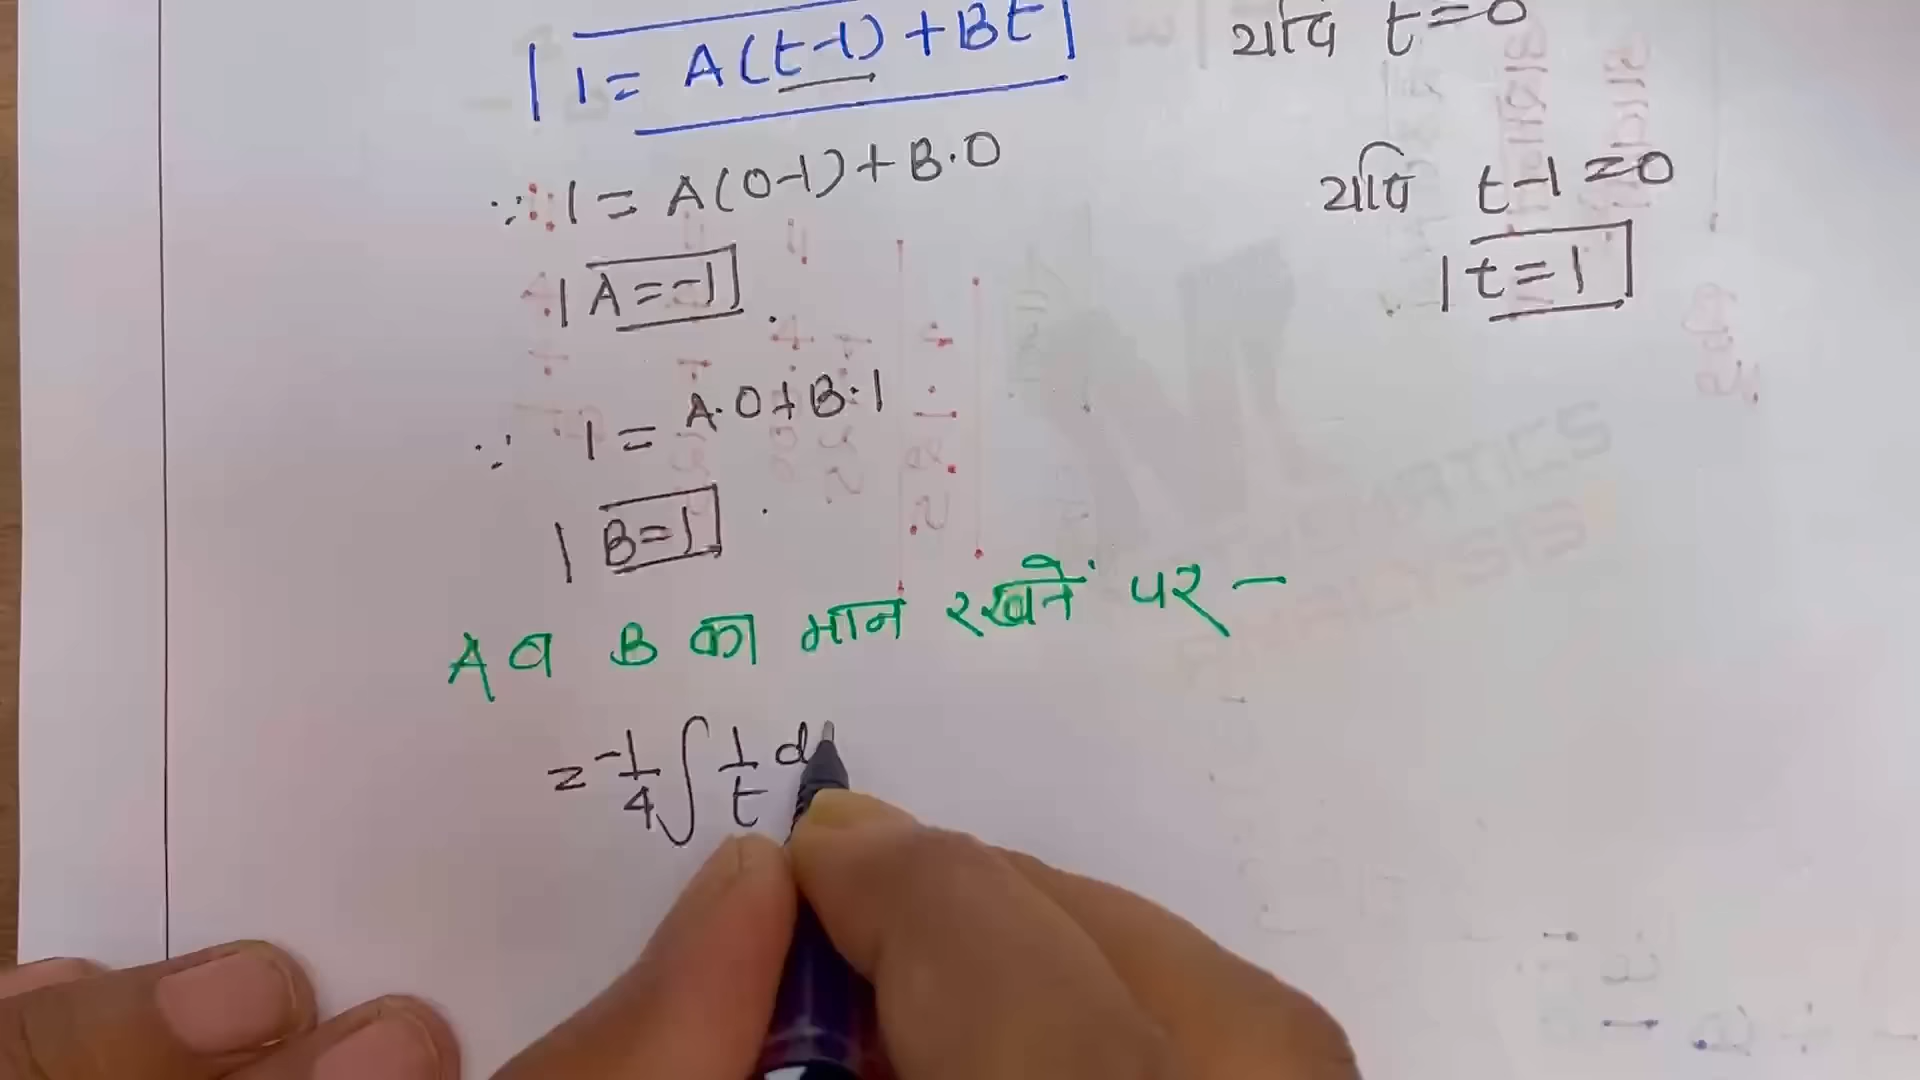 1 = A(t-1) + Bt
यदि t = 0
∵ 1 = A(0-1) + B.0
यदि t-1 = 0
A = -1
t = 1
∵ 1 = A.0 + B.1
B = 1
A व B का मान रखनें पर -
= -1/4 ∫ 1/t d